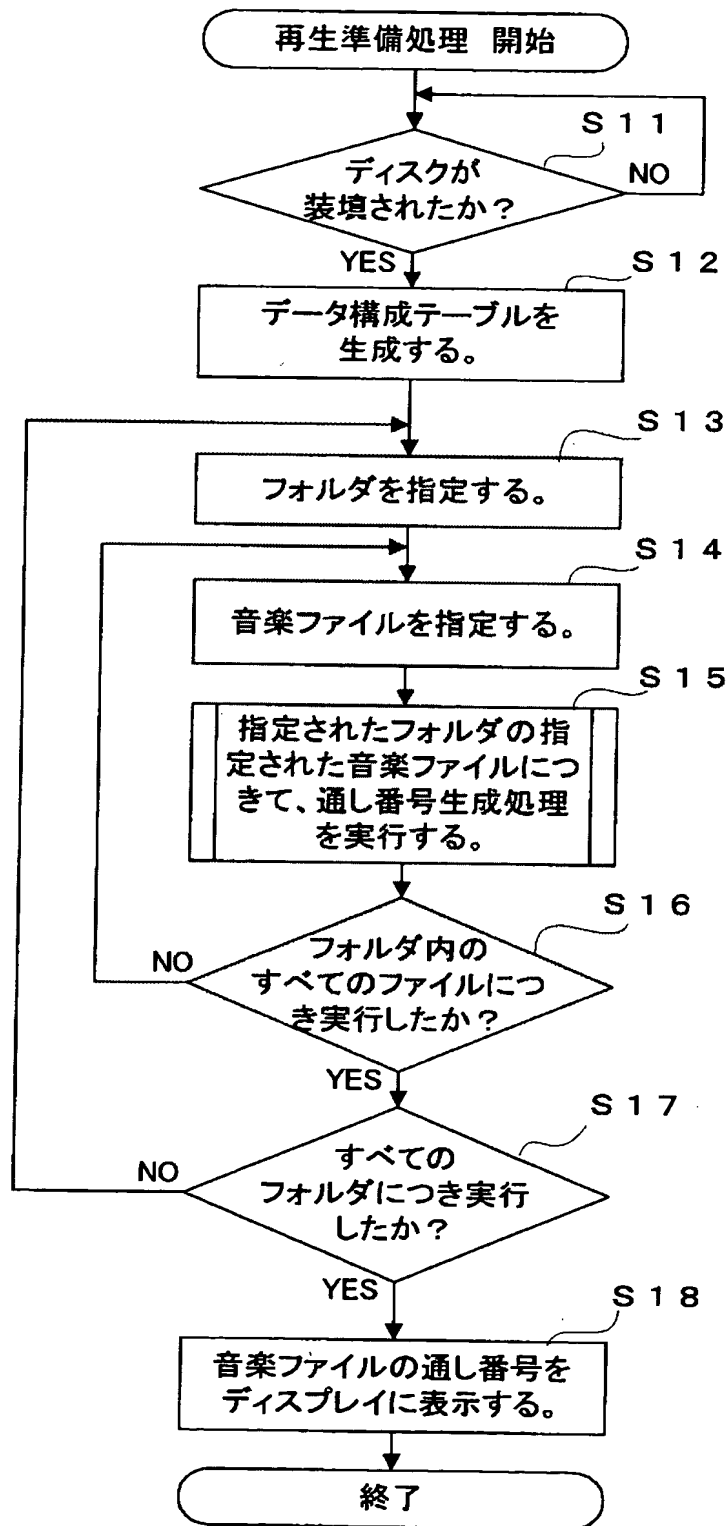 再生準備処理 開始
S11
ディスクが
装填されたか?
NO
YES
S12
データ構成テーブルを
生成する。
S13
フォルダを指定する。
S14
音楽ファイルを指定する。
S15
指定されたフォルダの指
定された音楽ファイルにつ
きて、通し番号生成処理
を実行する。
S16
フォルダ内の
すべてのファイルにつ
き実行したか?
NO
YES
S17
すべての
フォルダにつき実行
したか?
NO
YES
S18
音楽ファイルの通し番号を
ディスプレイに表示する。
終了